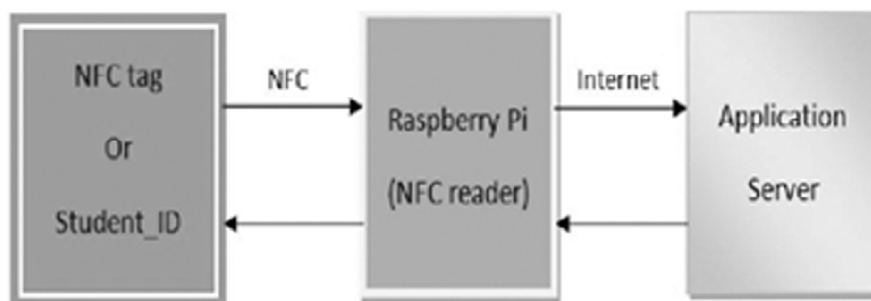 NFC tag
Or
Student_ID
NFC
Raspberry Pi
(NFC reader)
Internet
Application
Server